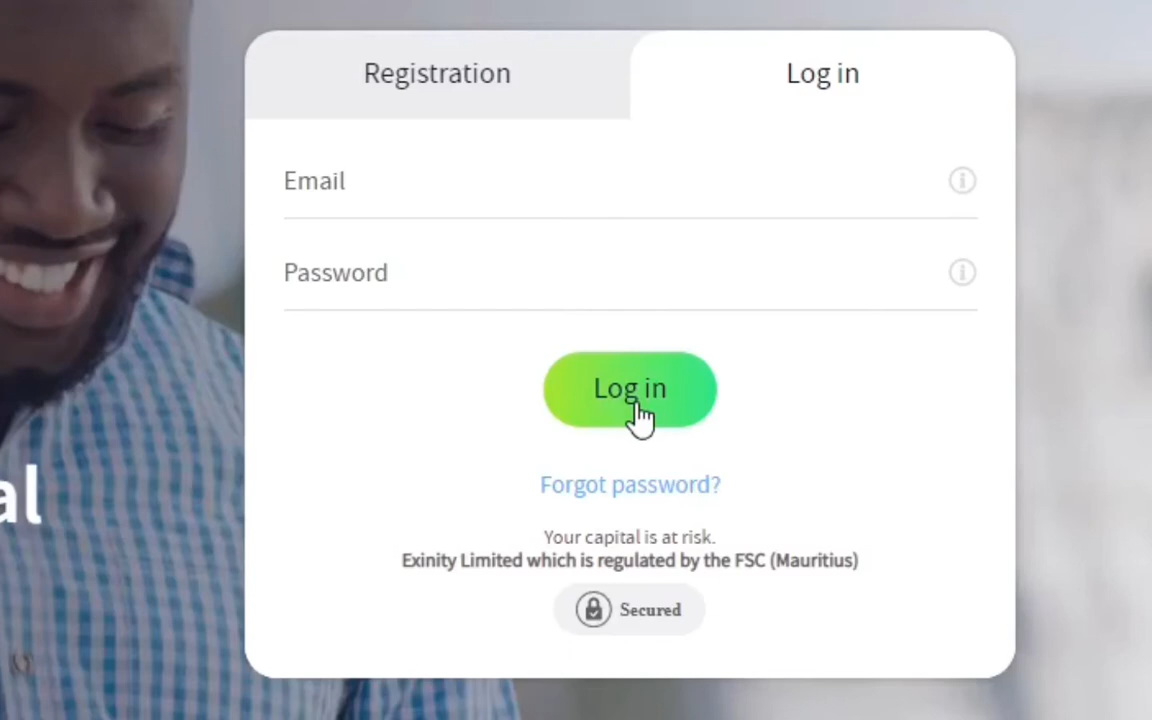 Registration
Log in
Email
Password
Log in
al
Forgot password?
Your capital is at risk.
Exinity Limited which is regulated by the FSC (Mauritius)
Secured